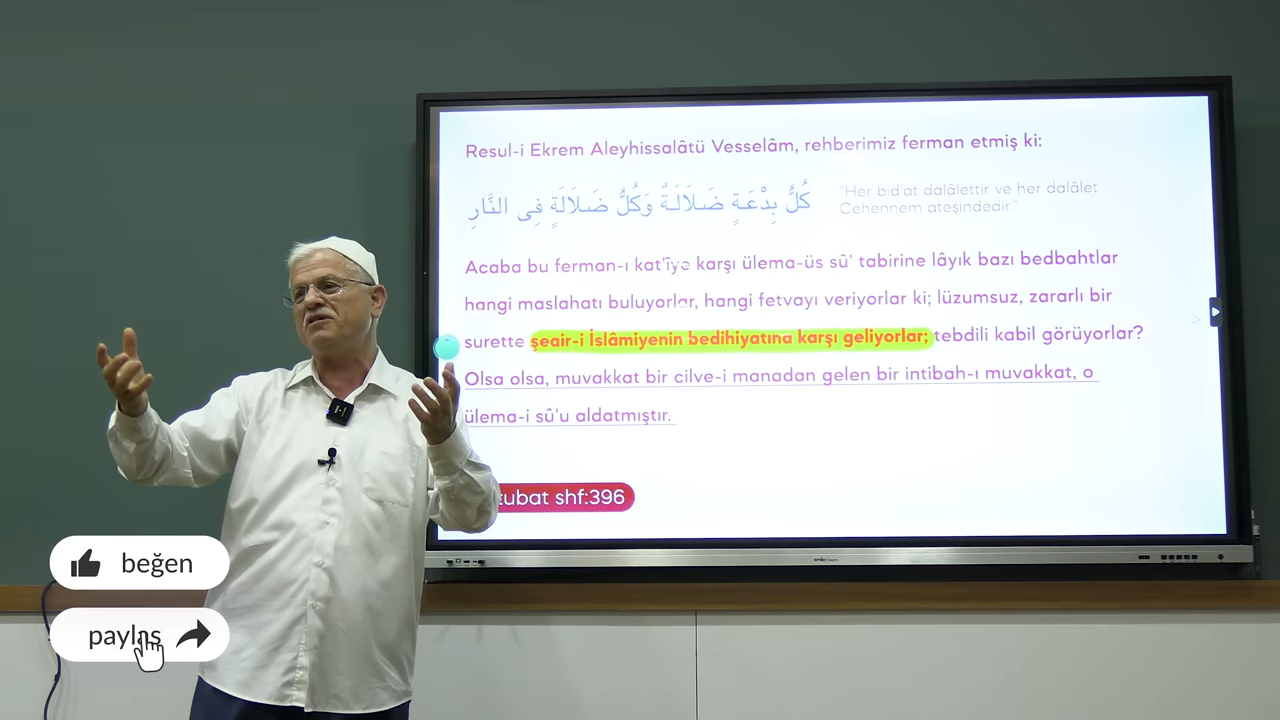 Resul-i Ekrem Aleyhissalâtü Vesselâm, rehberimiz ferman etmiş ki:
كُلُّ بِدْعَةٍ ضَلَالَةٌ وَكُلُّ ضَلَالَةٍ فِى النَّارِ
"Her bid'at dalâlettir ve her dalâlet
Cehennem ateşindedir."
Acaba bu ferman-ı kat'îye karşı ülema-üs sû' tabirine lâyık bazı bedbahtlar
hangi maslahatı buluyorlar, hangi fetvayı veriyorlar ki; lüzumsuz, zararlı bir
surette şeair-i İslâmiyenin bedihiyatına karşı geliyorlar; tebdili kabil görüyorlar?
Olsa olsa, muvakkat bir cilve-i manadan gelen bir intibah-ı muvakkat, o
ülema-i sû'u aldatmıştır.
tubat shf:396
beğen
paylaş